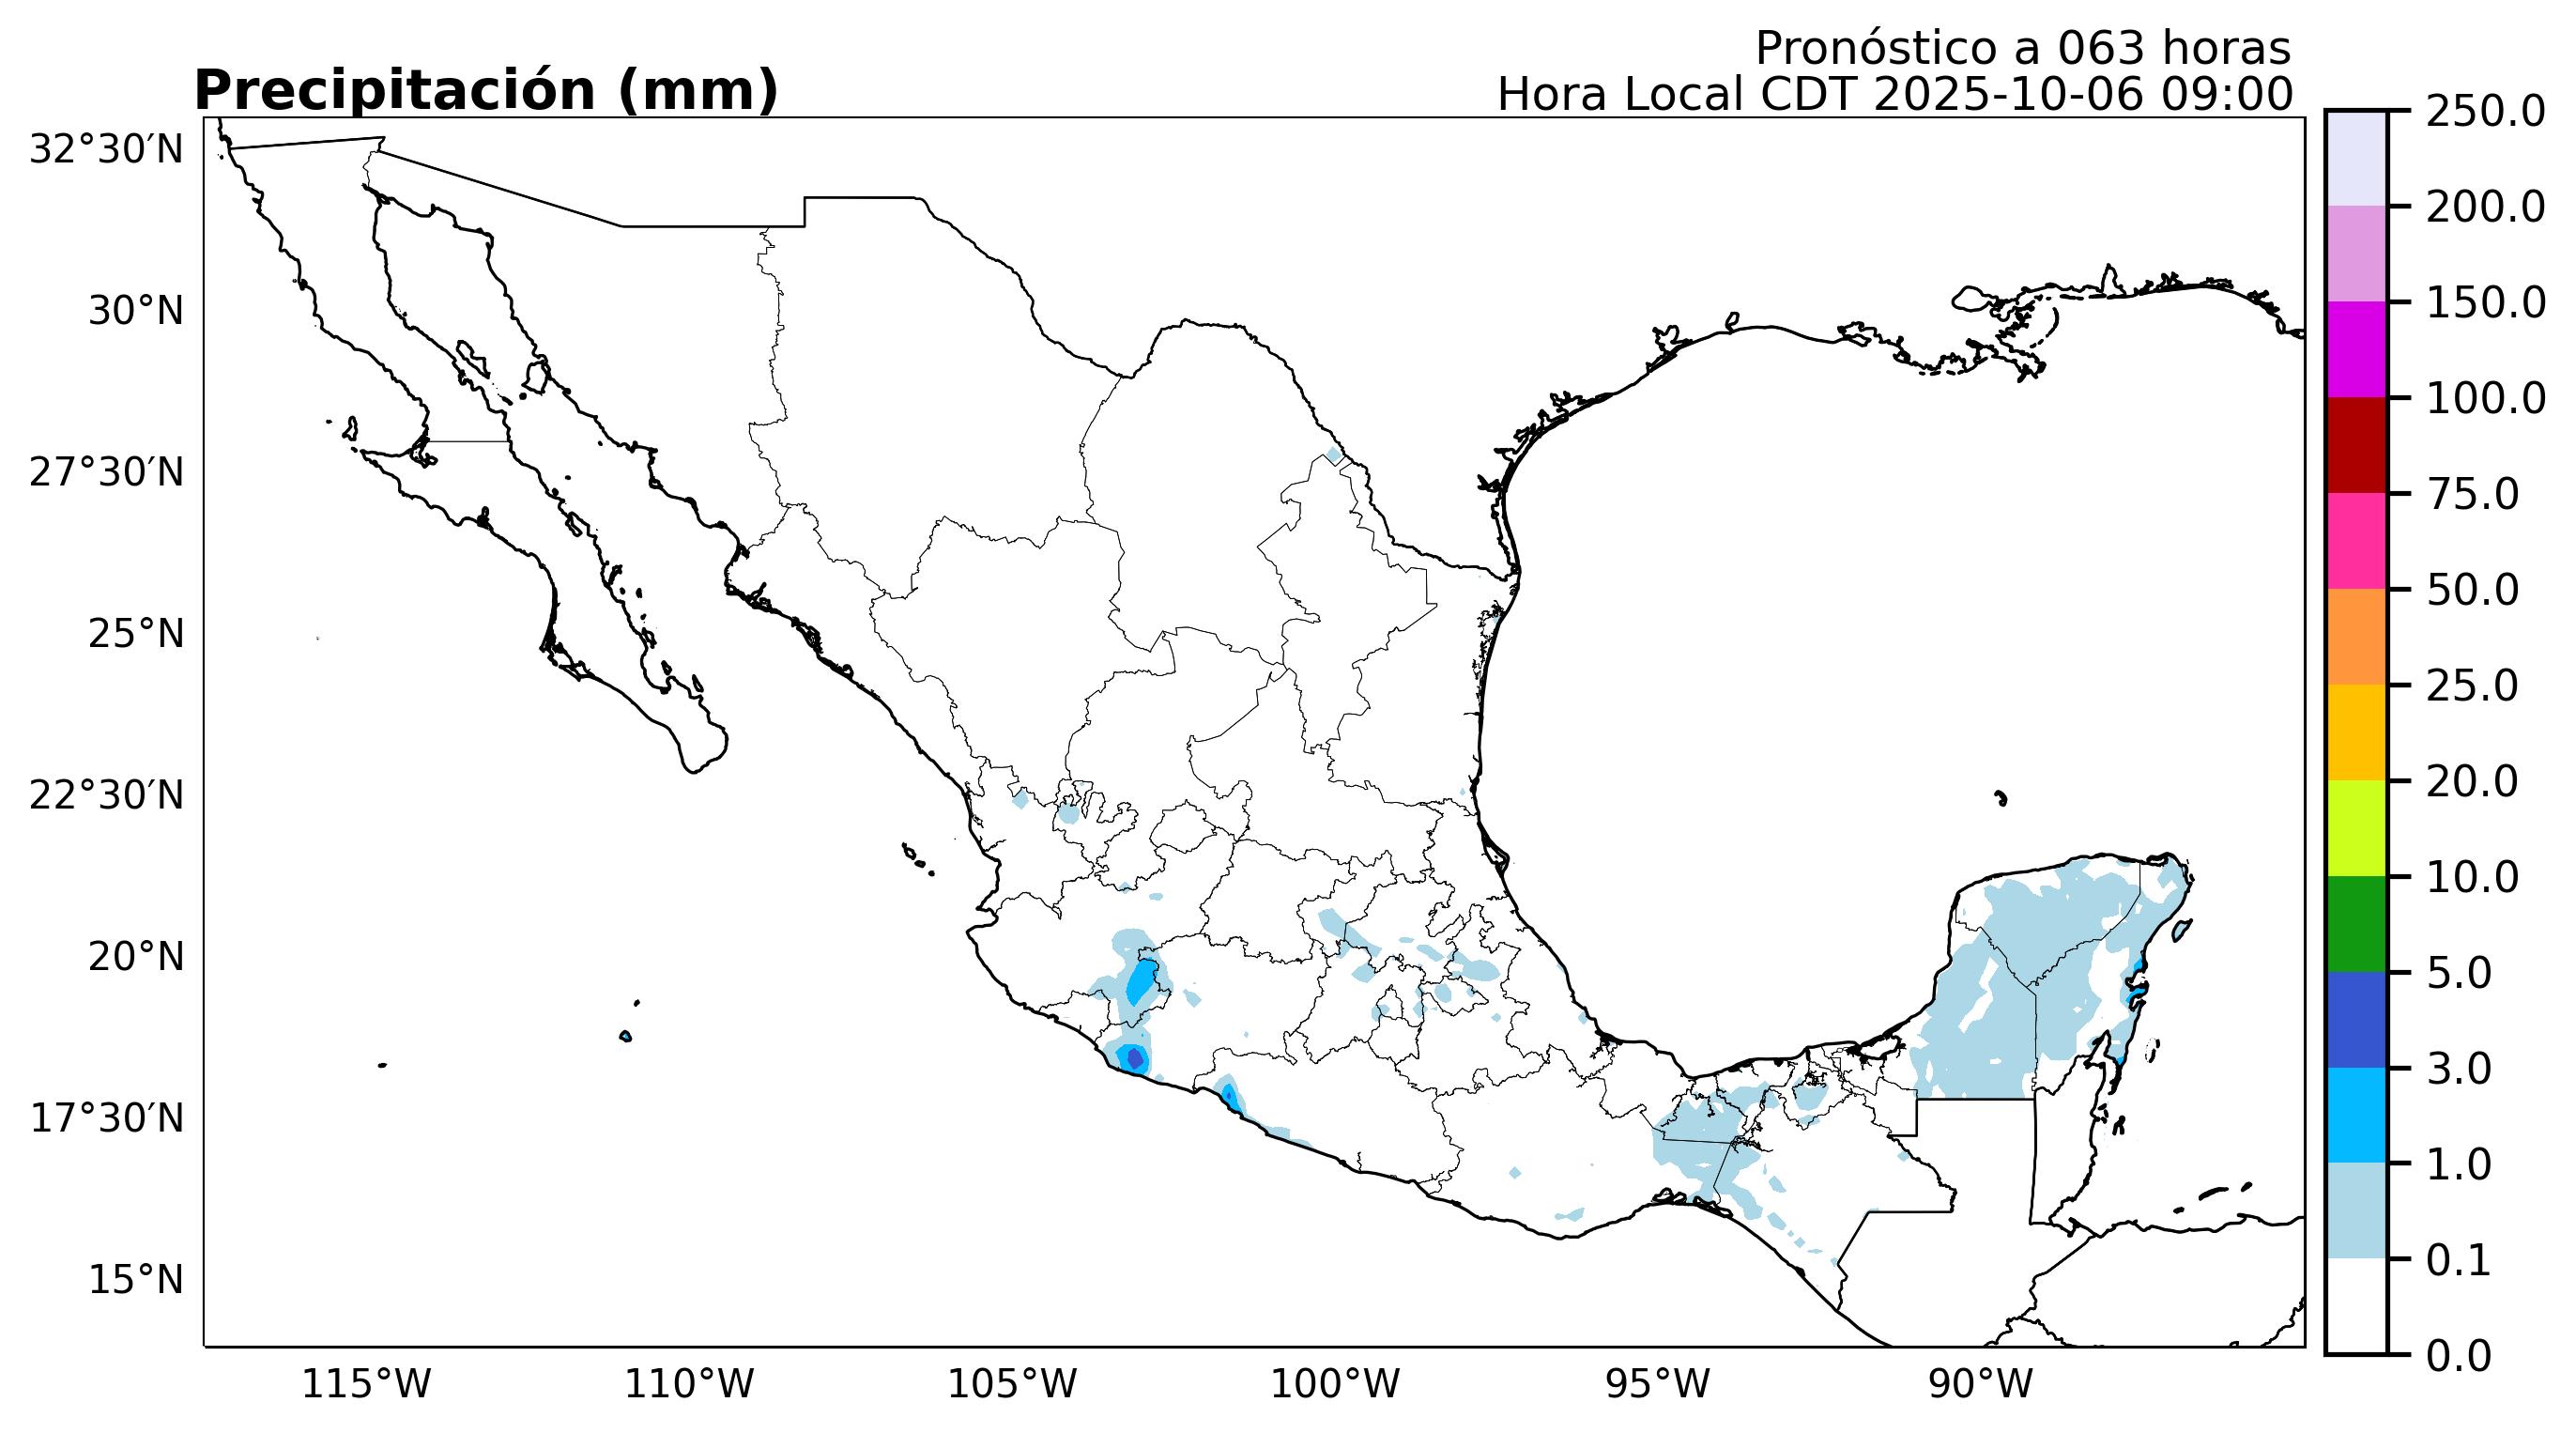 Pronóstico a 063 horas
Precipitación (mm)
Hora Local CDT 2025-10-06 09:00
32°30′N
30°N
27°30′N
25°N
22°30′N
20°N
17°30′N
15°N
115°W
110°W
105°W
100°W
95°W
90°W
250.0
200.0
150.0
100.0
75.0
50.0
25.0
20.0
10.0
5.0
3.0
1.0
0.1
0.0